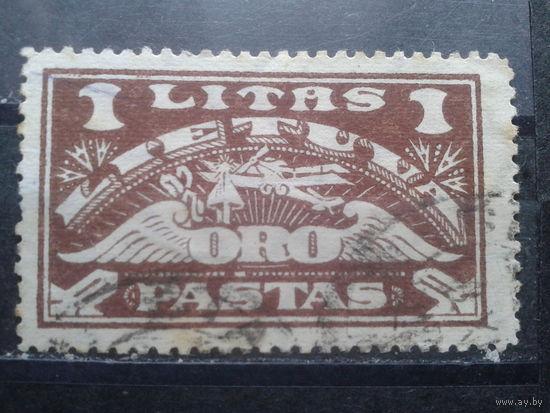 1 LITAS 1
LIETUVA
ORO
PASTAS
www.ay.by